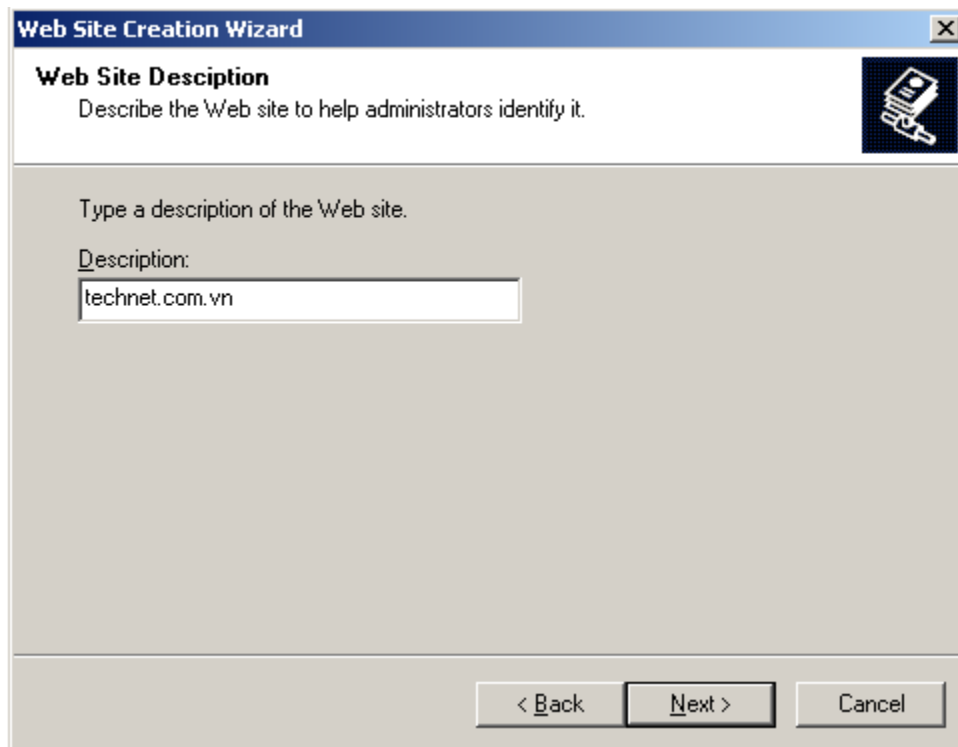 Web Site Creation Wizard
Web Site Desciption
Describe the Web site to help administrators identify it.
Type a description of the Web site.
Description:
technet.com.vn
< Back
Next >
Cancel